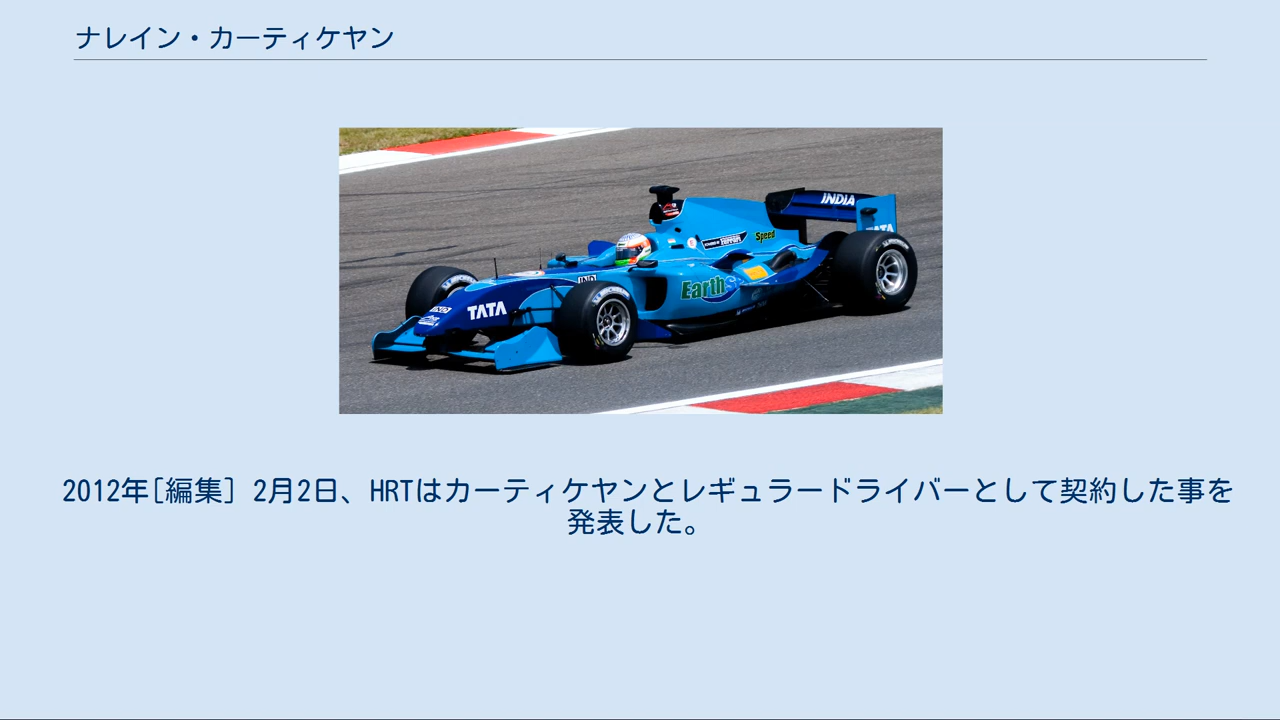 ナレイン・カーティケヤン
INDIA
TATA
Speed
IND
Earth
TATA
2012年[編集] 2月2日、HRTはカーティケヤンとレギュラードライバーとして契約した事を
発表した。